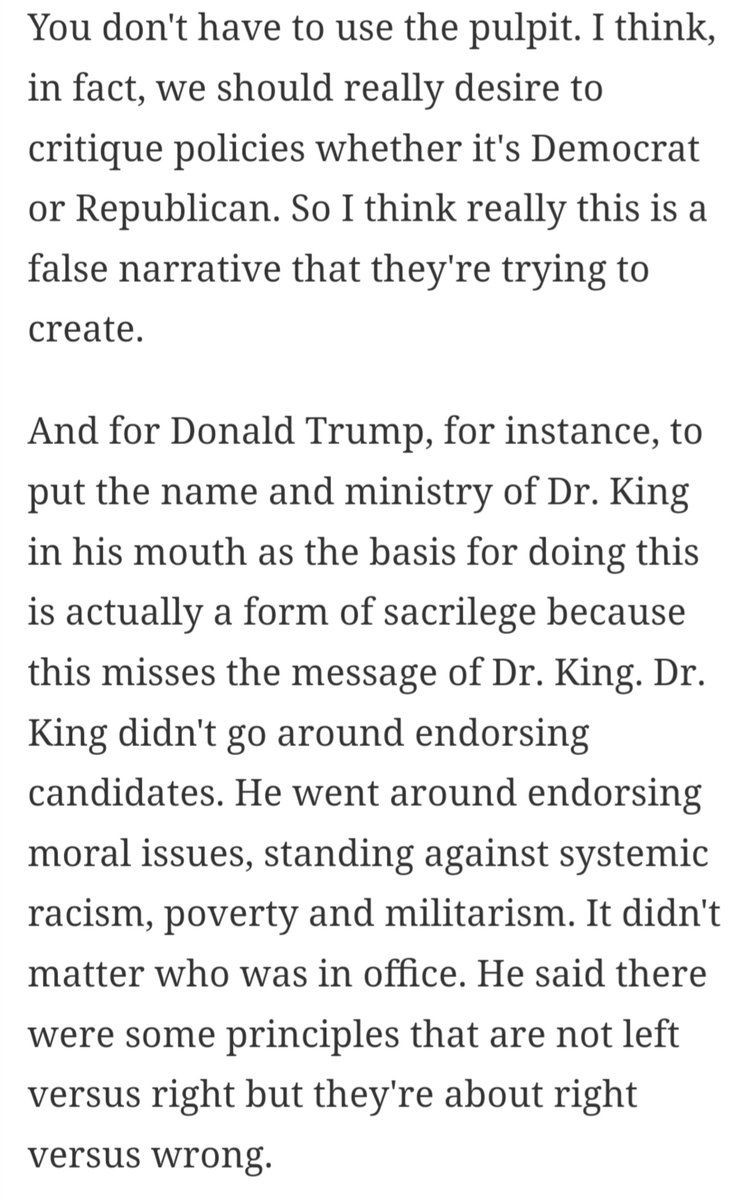 You don't have to use the pulpit. I think,
in fact, we should really desire to
critique policies whether it's Democrat
or Republican. So I think really this is a
false narrative that they're trying to
create.
And for Donald Trump, for instance, to
put the name and ministry of Dr. King
in his mouth as the basis for doing this
is actually a form of sacrilege because
this misses the message of Dr. King. Dr.
King didn't go around endorsing
candidates. He went around endorsing
moral issues, standing against systemic
racism, poverty and militarism. It didn't
matter who was in office. He said there
were some principles that are not left
versus right but they're about right
versus wrong.